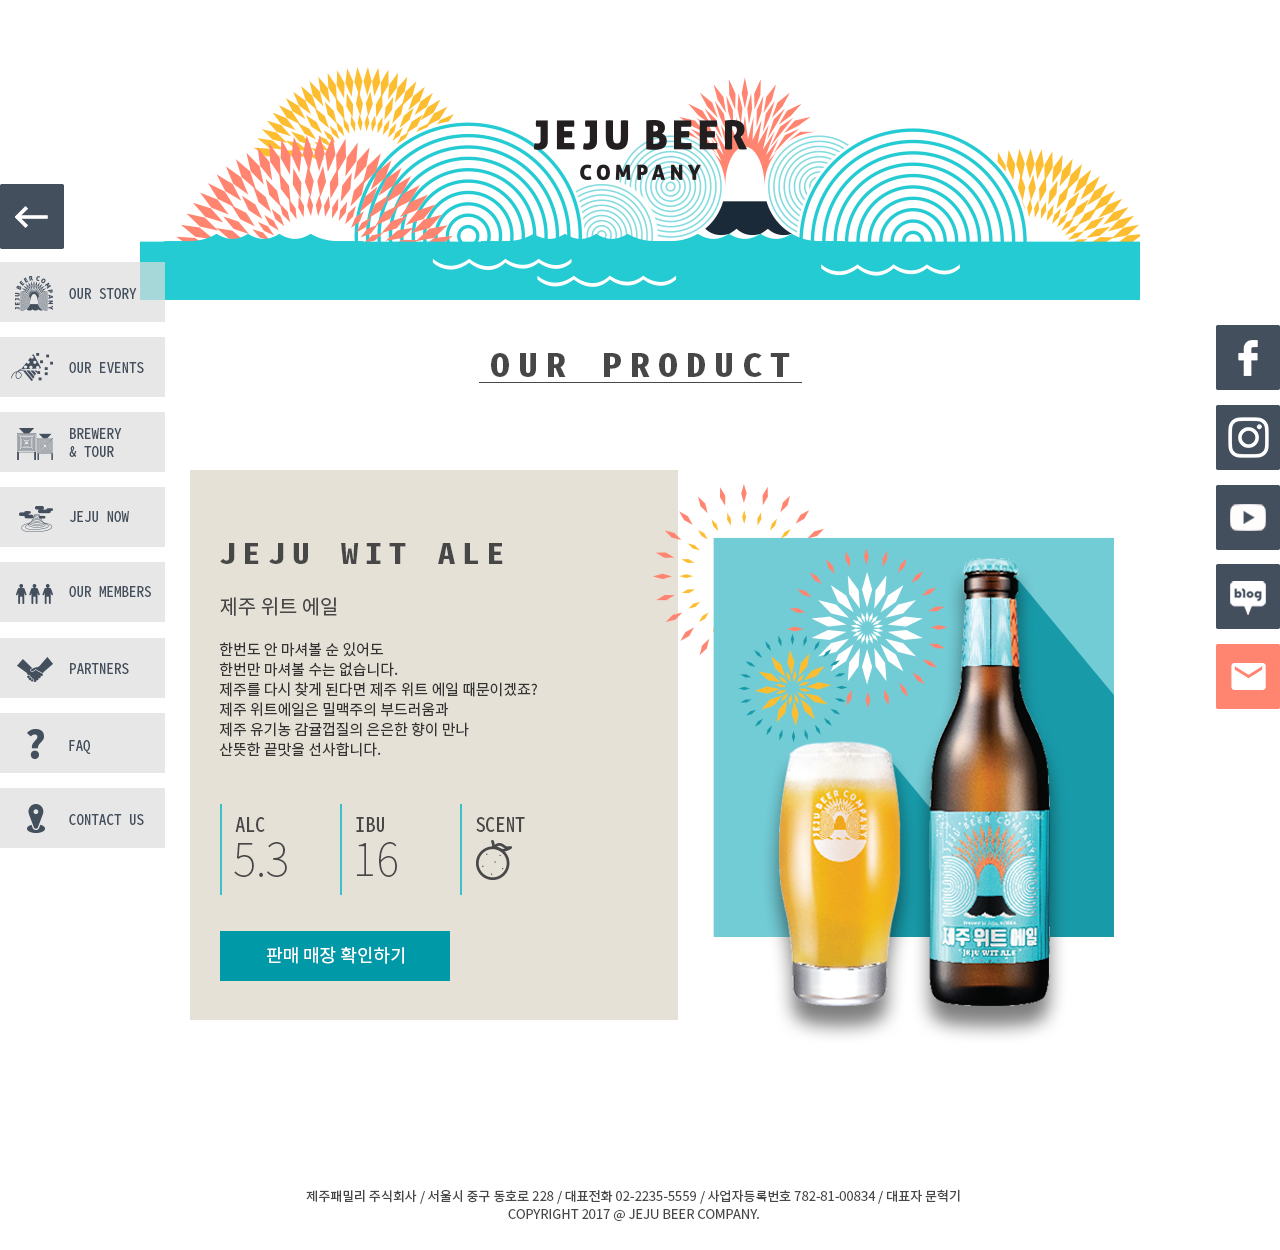 JEJU BEER
COMPANY
OUR STORY
OUR EVENTS
BREWERY
& TOUR
JEJU NOW
OUR MEMBERS
PARTNERS
FAQ
CONTACT US
OUR PRODUCT
JEJU WIT ALE
제주 위트 에일
한번도 안 마셔볼 순 있어도
한번만 마셔볼 수는 없습니다.
제주를 다시 찾게 된다면 제주 위트 에일 때문이겠죠?
제주 위트에일은 밀맥주의 부드러움과
제주 유기농 감귤껍질의 은은한 향이 만나
산뜻한 끝맛을 선사합니다.
ALC
5.3
IBU
16
SCENT
판매 매장 확인하기
JEJU BEER COMPANY
JEJU BEER COMPANY
제주 위트 에일
JEJU WIT ALE
blog
제주패밀리 주식회사 / 서울시 중구 동호로 228 / 대표전화 02-2235-5559 / 사업자등록번호 782-81-00834 / 대표자 문혁기
COPYRIGHT 2017 @ JEJU BEER COMPANY.